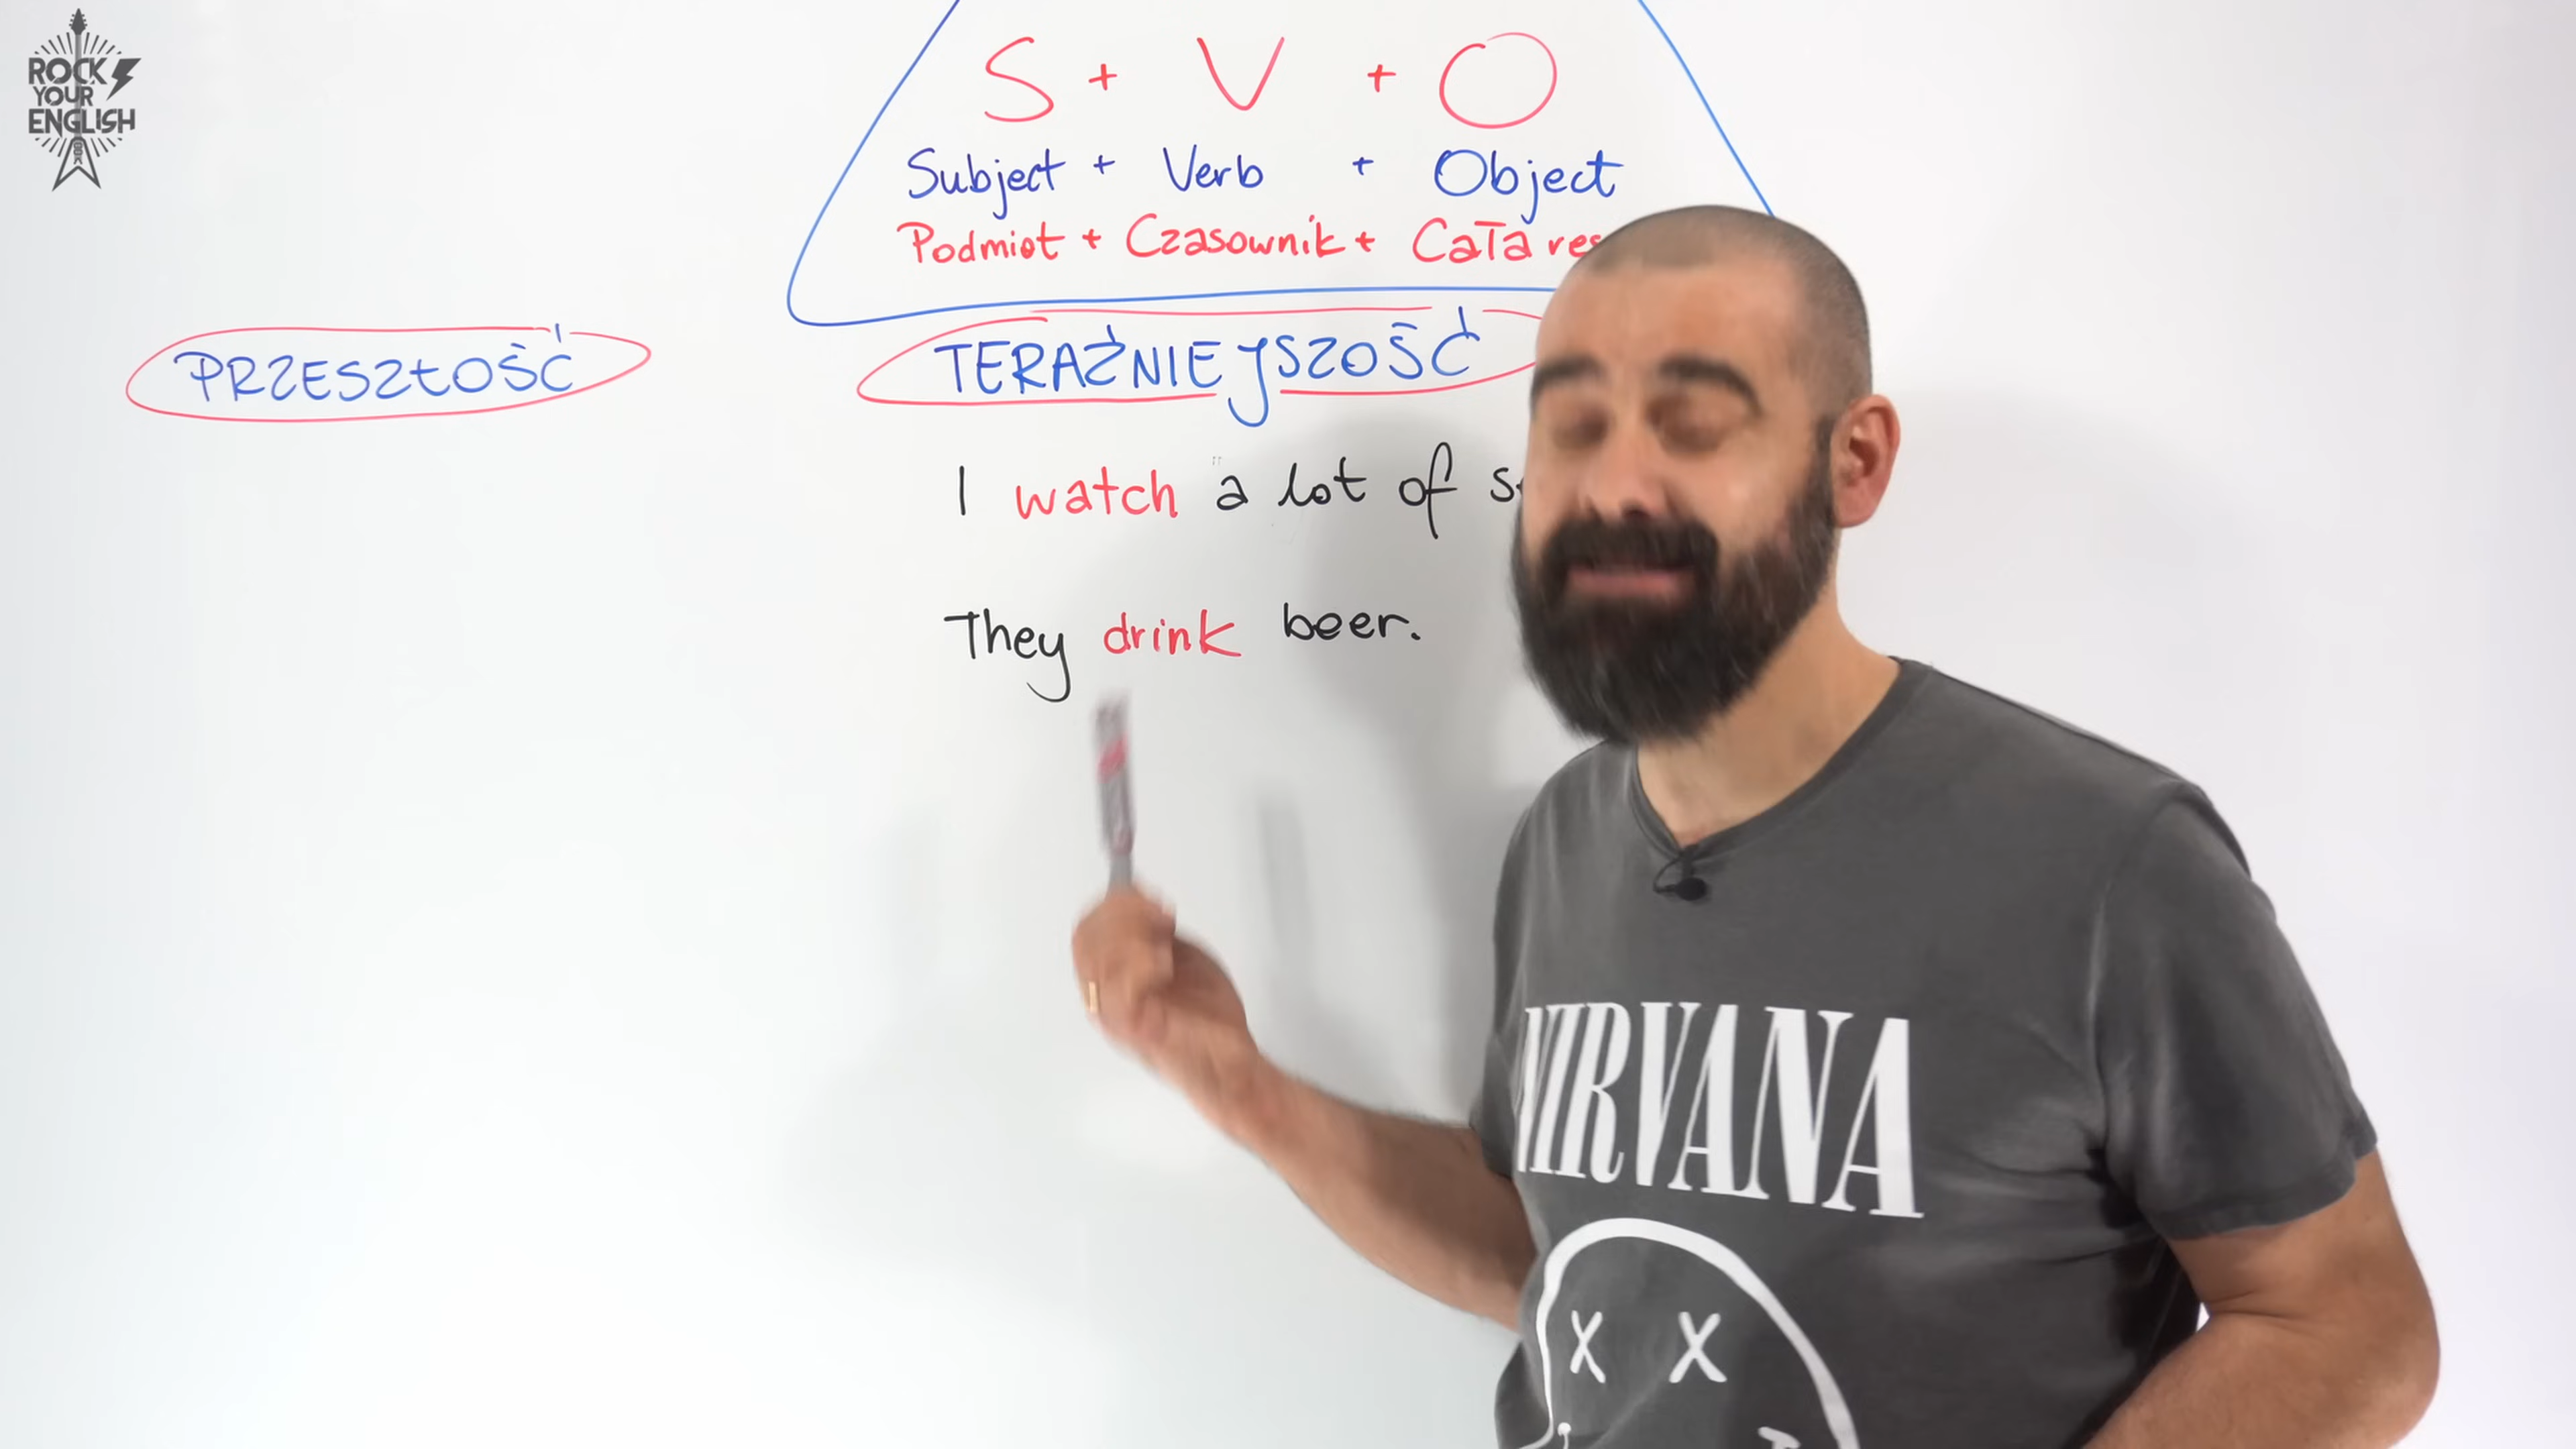 ROCK
YOUR
ENGLISH
S + V + O
Subject + Verb + Object
Podmiot + Czasownik + Cała
PRZESZŁOŚĆ
TERAŹNIEJSZOŚĆ
I watch a lot of
They drink beer.
NIRVANA
X X